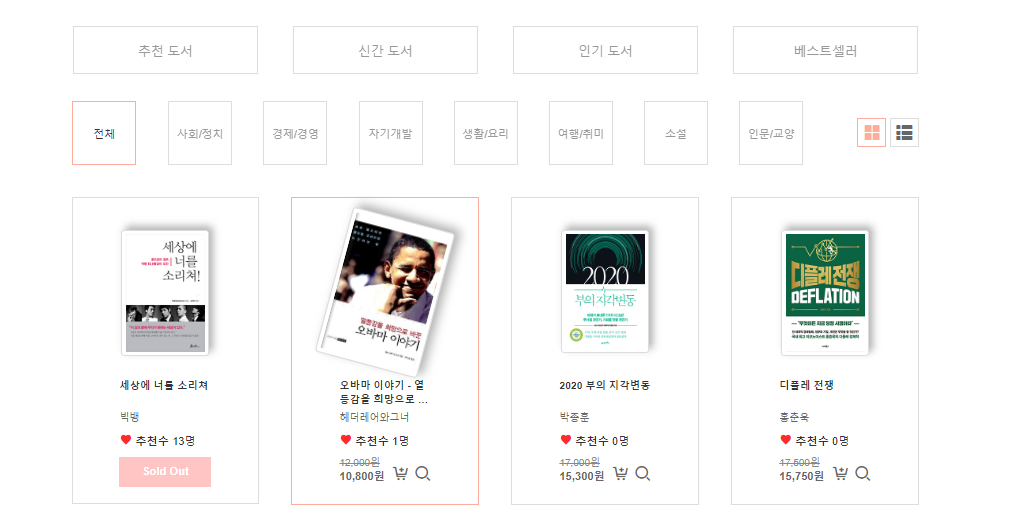 추천 도서
신간 도서
인기 도서
베스트셀러
전체
사회/정치
경제/경영
자기개발
생활/요리
여행/취미
소설
인문/교양
세상에
너를
소리쳐!
오바마 이야기
2020
부의 지각변동
디플레 전쟁
DEFLATION
세상에 너를 소리쳐
빅뱅
추천수 13명
Sold Out
오바마 이야기 - 열
등감을 희망으로 ...
헤더레어와그너
추천수 1명
12,000원
10,800원
2020 부의 지각변동
박종훈
추천수 0명
17,000원
15,300원
디플레 전쟁
홍춘욱
추천수 0명
17,500원
15,750원